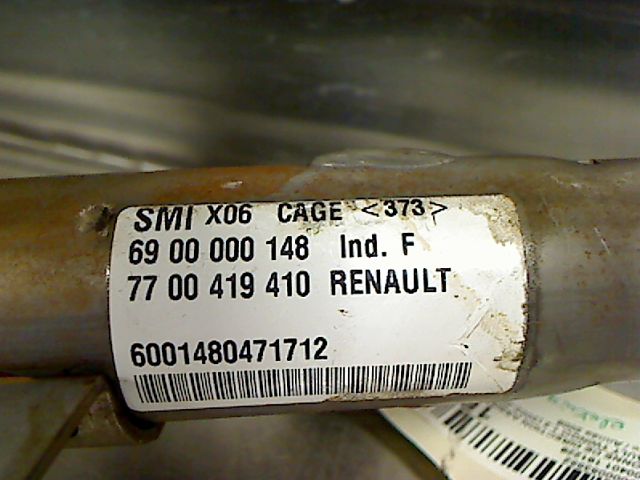 SMI X06 CAGE <373>
69 00 000 148 Ind. F
77 00 419 410 RENAULT
6001480471712